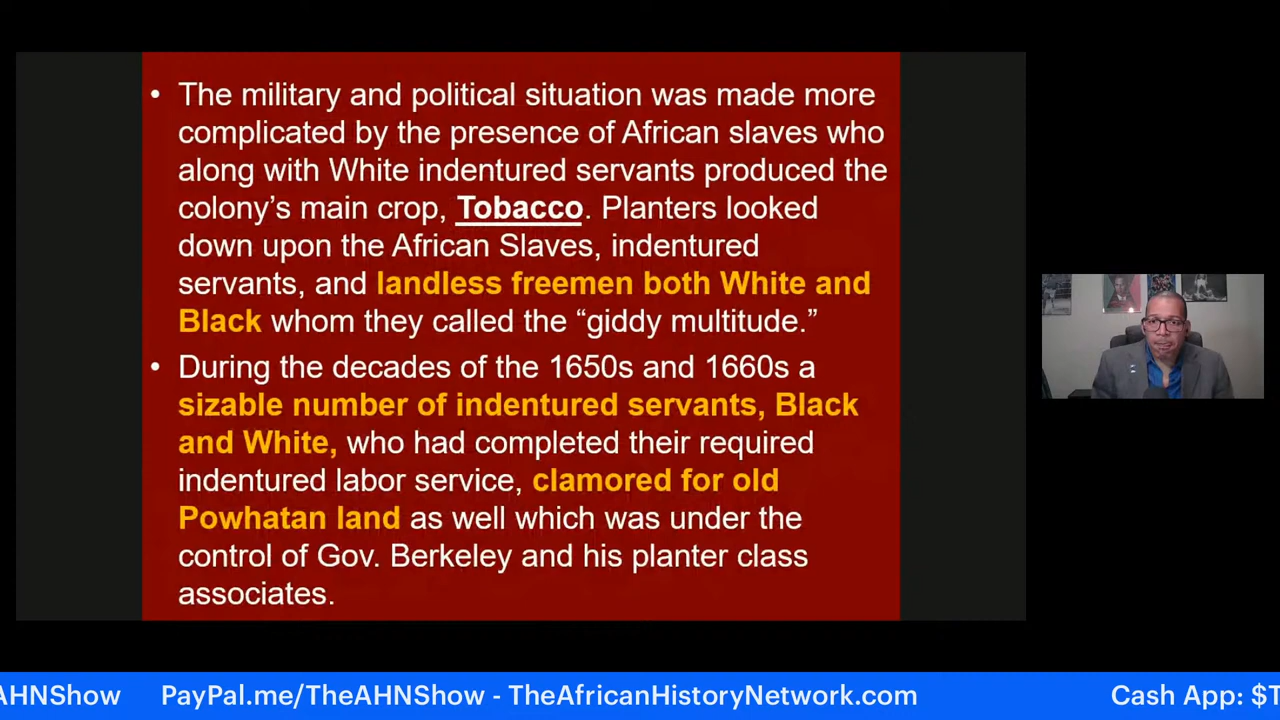 • The military and political situation was made more
complicated by the presence of African slaves who
along with White indentured servants produced the
colony’s main crop, Tobacco. Planters looked
down upon the African Slaves, indentured
servants, and landless freemen both White and
Black whom they called the “giddy multitude.”
• During the decades of the 1650s and 1660s a
sizable number of indentured servants, Black
and White, who had completed their required
indentured labor service, clamored for old
Powhatan land as well which was under the
control of Gov. Berkeley and his planter class
associates.
AHNShow PayPal.me/TheAHNShow - TheAfricanHistoryNetwork.com Cash App: $T